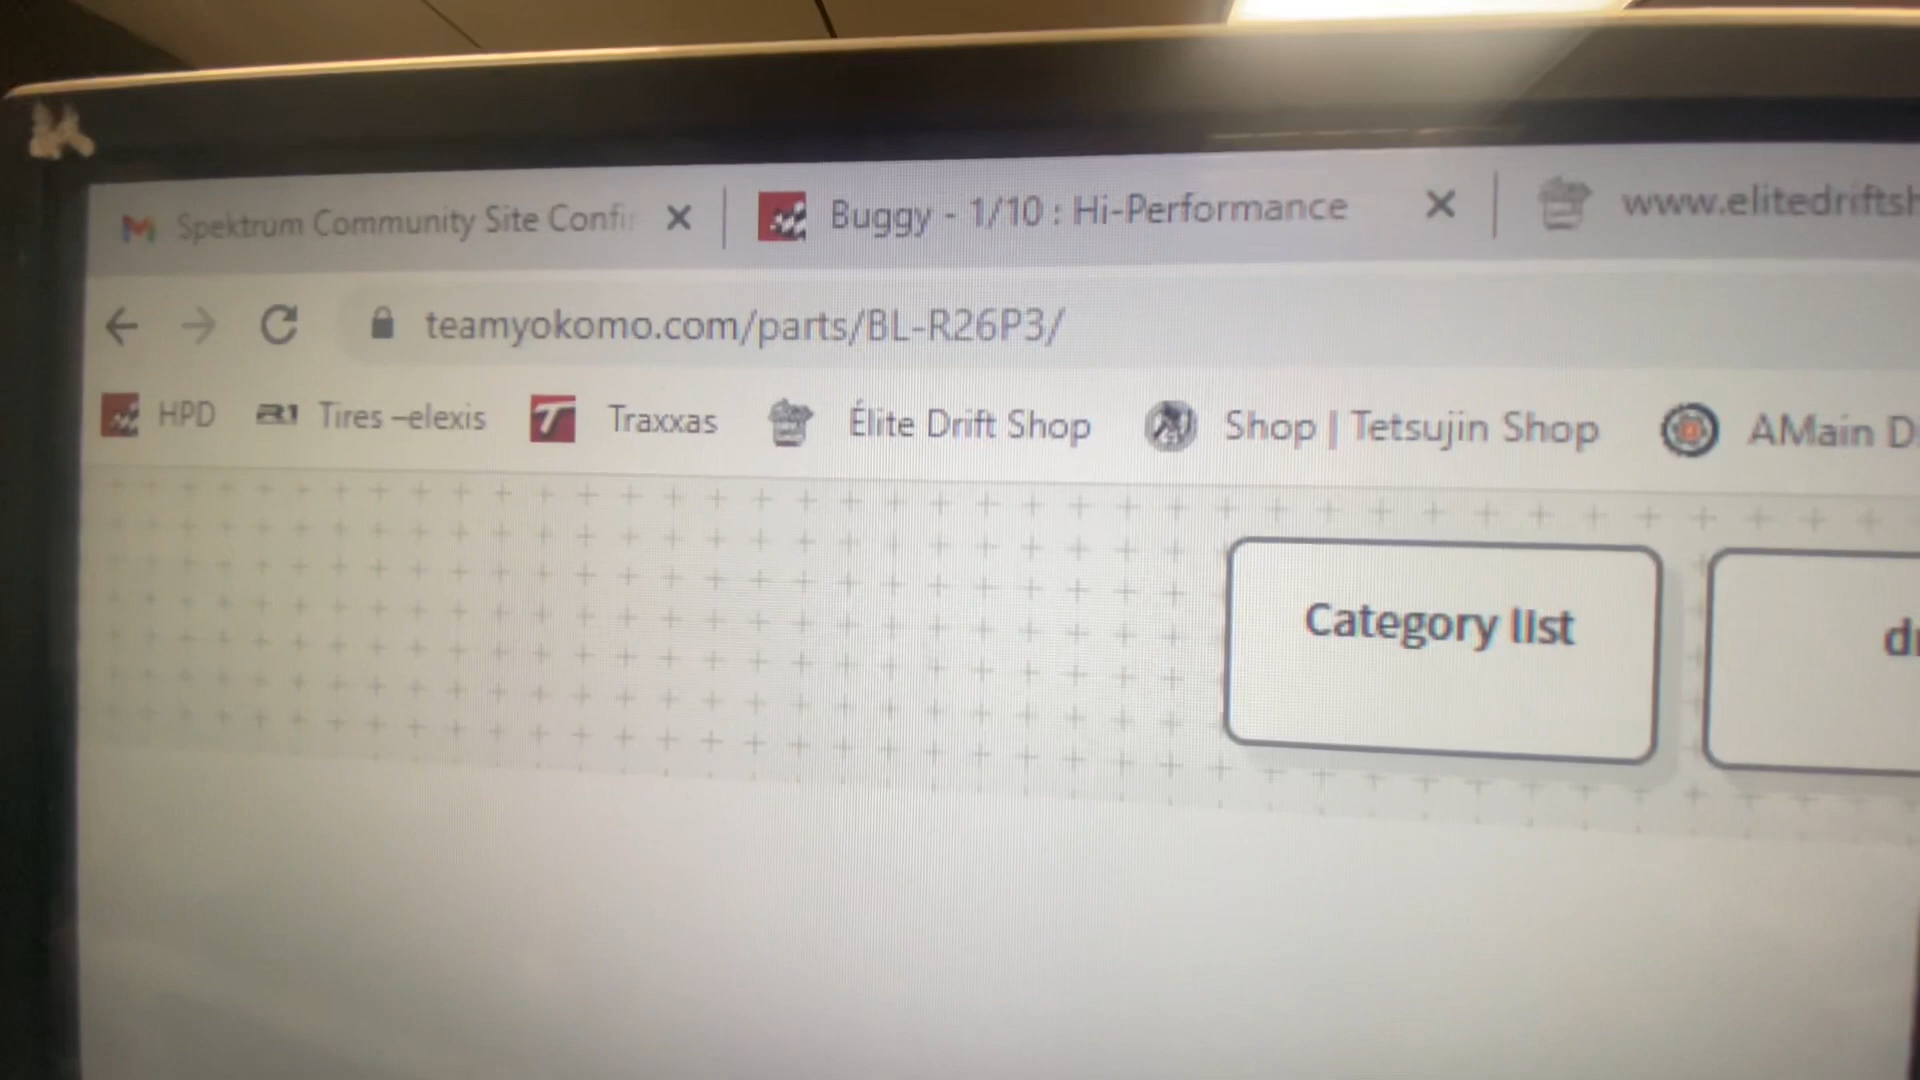 Spektrum Community Site Confi
Buggy - 1/10 : Hi-Performance
www.elitedriftsh
teamyokomo.com/parts/BL-R26P3/
HPD
Tires –elexis
Traxxas
Élite Drift Shop
Shop | Tetsujin Shop
AMain D
Category list